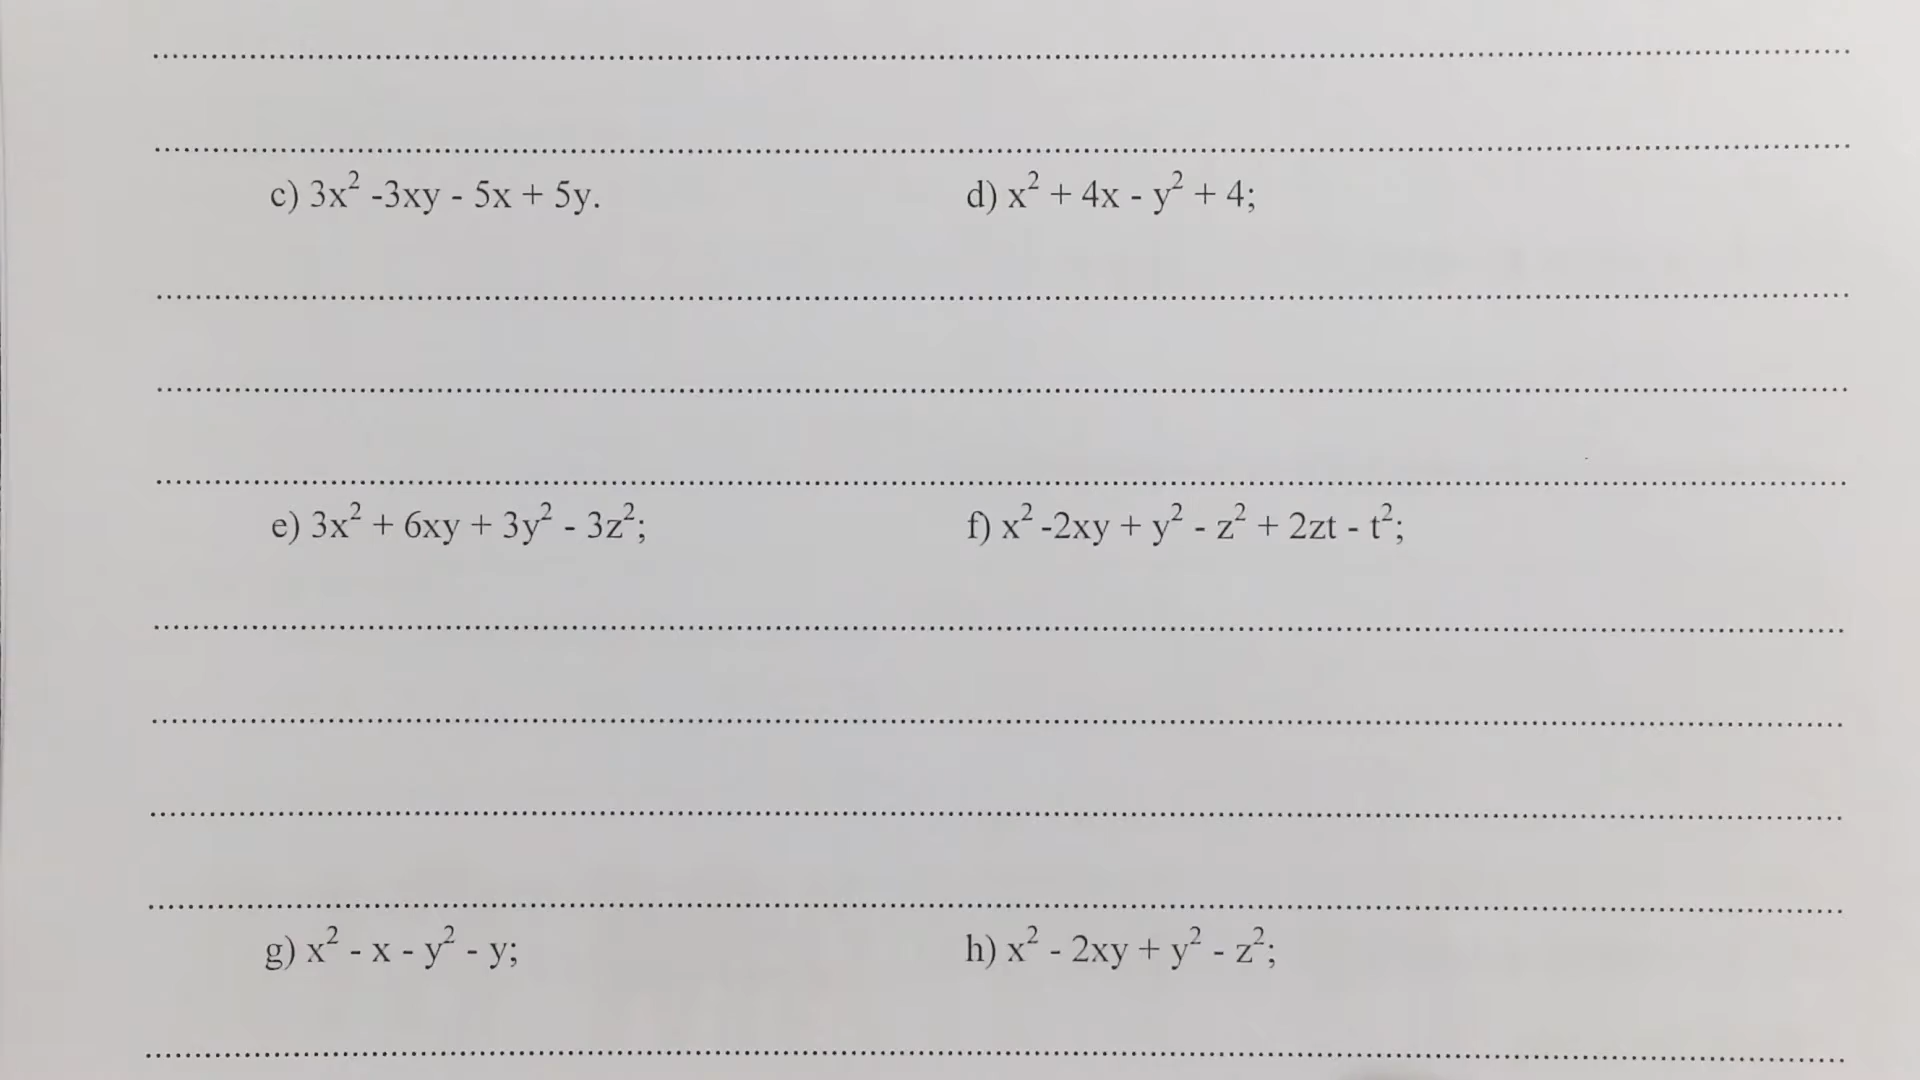 c) 3x² -3xy - 5x + 5y. d) x² + 4x - y² + 4;
e) 3x² + 6xy + 3y² - 3z²; f) x² -2xy + y² - z² + 2zt - t²;
g) x² - x - y² - y; h) x² - 2xy + y² - z²;